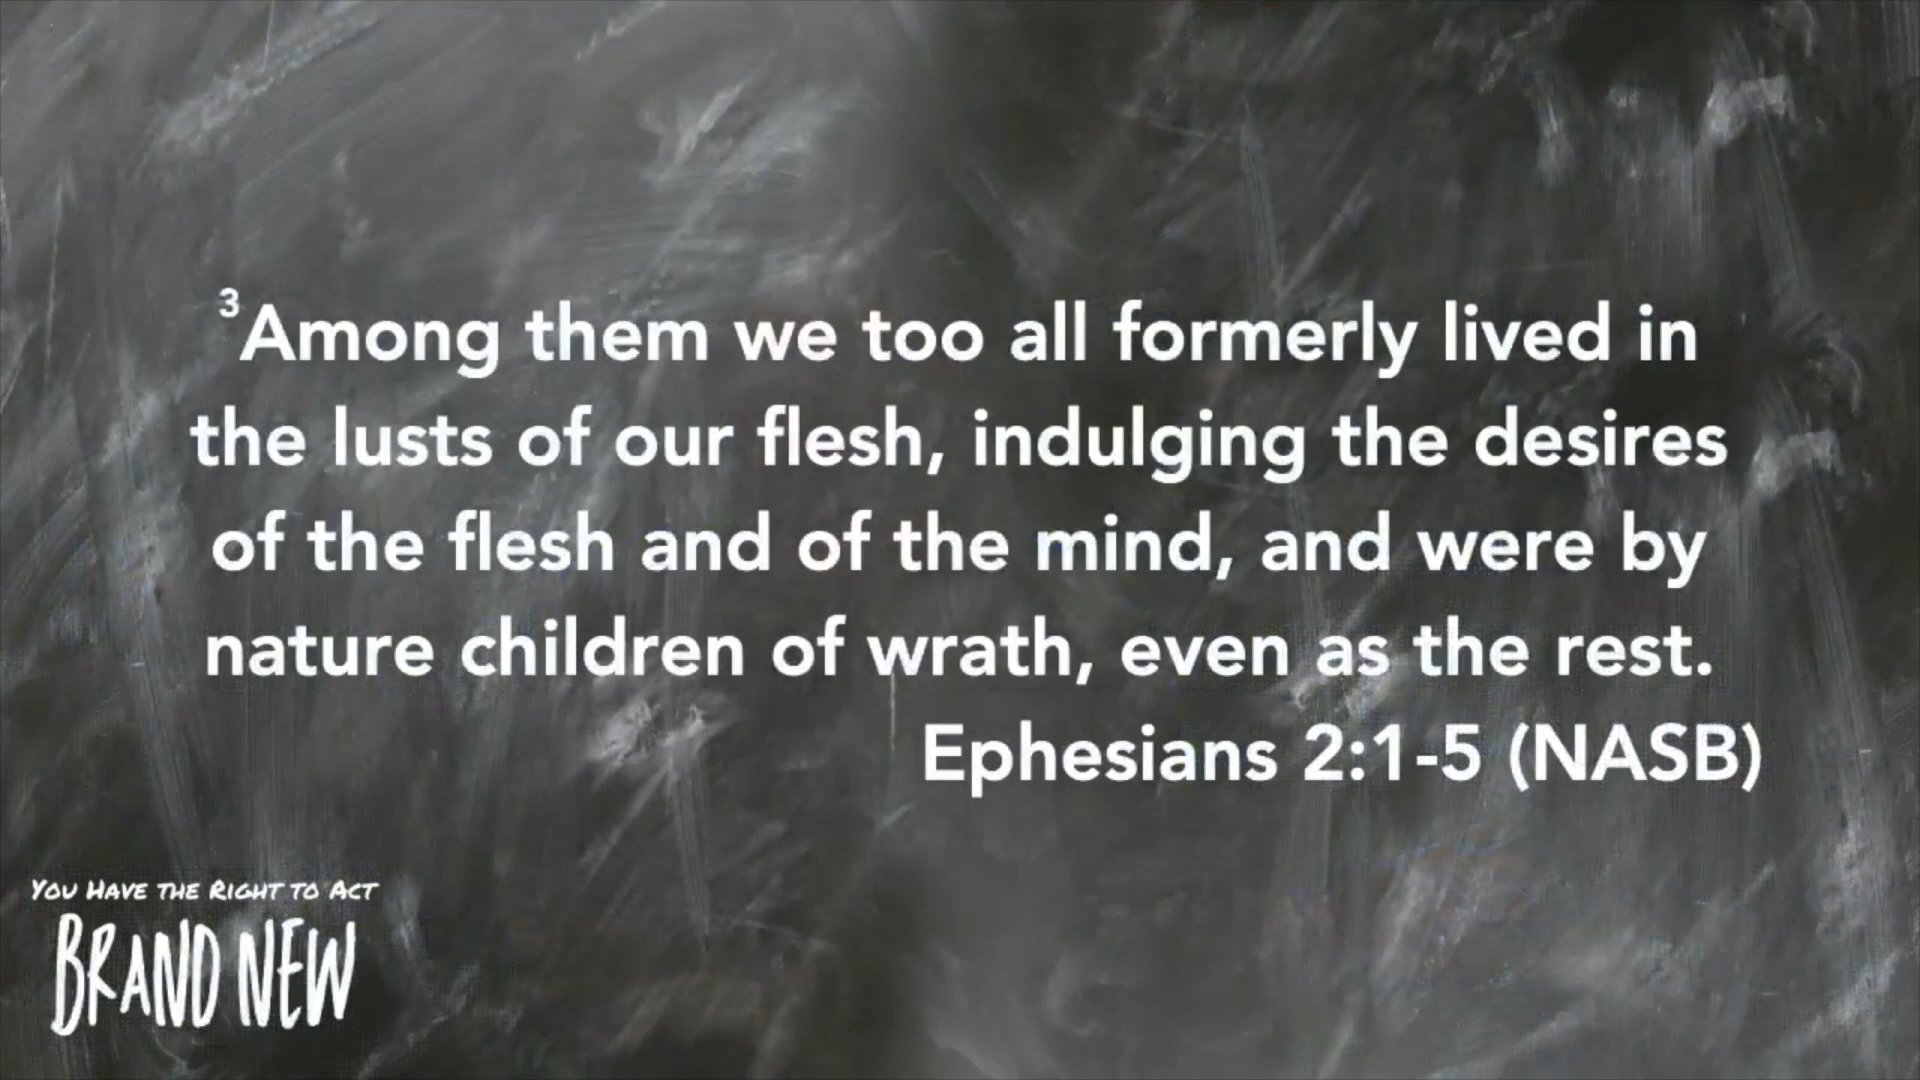 ³Among them we too all formerly lived in
the lusts of our flesh, indulging the desires
of the flesh and of the mind, and were by
nature children of wrath, even as the rest.
Ephesians 2:1-5 (NASB)
You Have the Right to Act
BRAND NEW